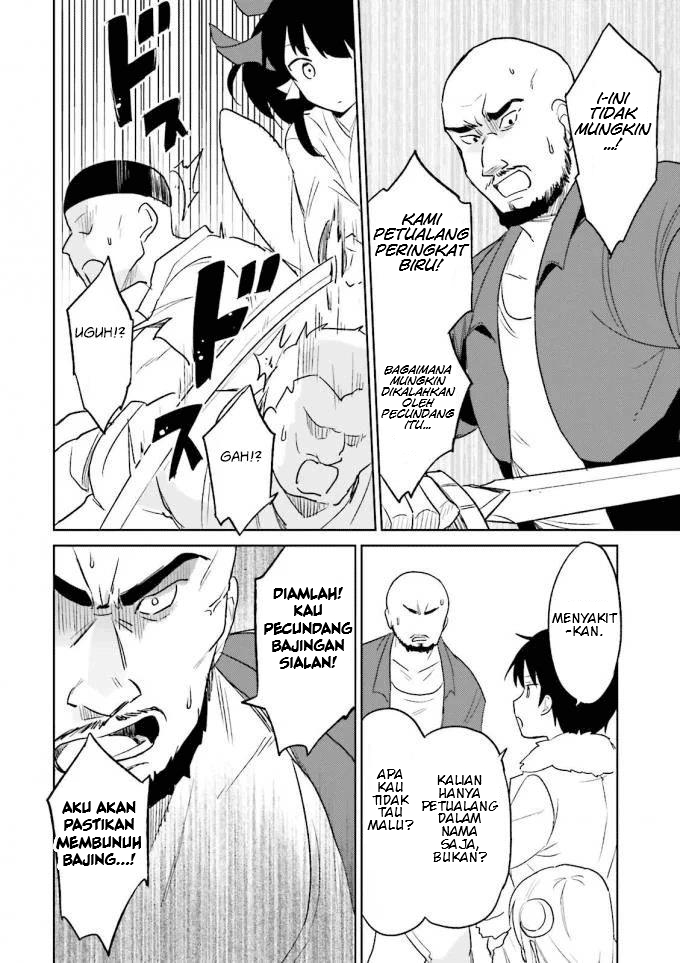 I-INI
TIDAK
MUNGKIN
...!
KAMI
PETUALANG
PERINGKAT
BIRU!
BAGAIMANA
MUNGKIN
DIKALAHKAN
OLEH
PECUNDANG
ITU...
ドドス
UGUH!?
ドス
GAH!?
MENYAKIT
-KAN.
KALIAN
HANYA
PETUALANG
DALAM
NAMA
SAJA,
BUKAN?
APA
KAU
TIDAK
TAU
MALU?
DIAMLAH!
KAU
PECUNDANG
BAJINGAN
SIALAN!
AKU AKAN
PASTIKAN
MEMBUNUH
BAJING...!